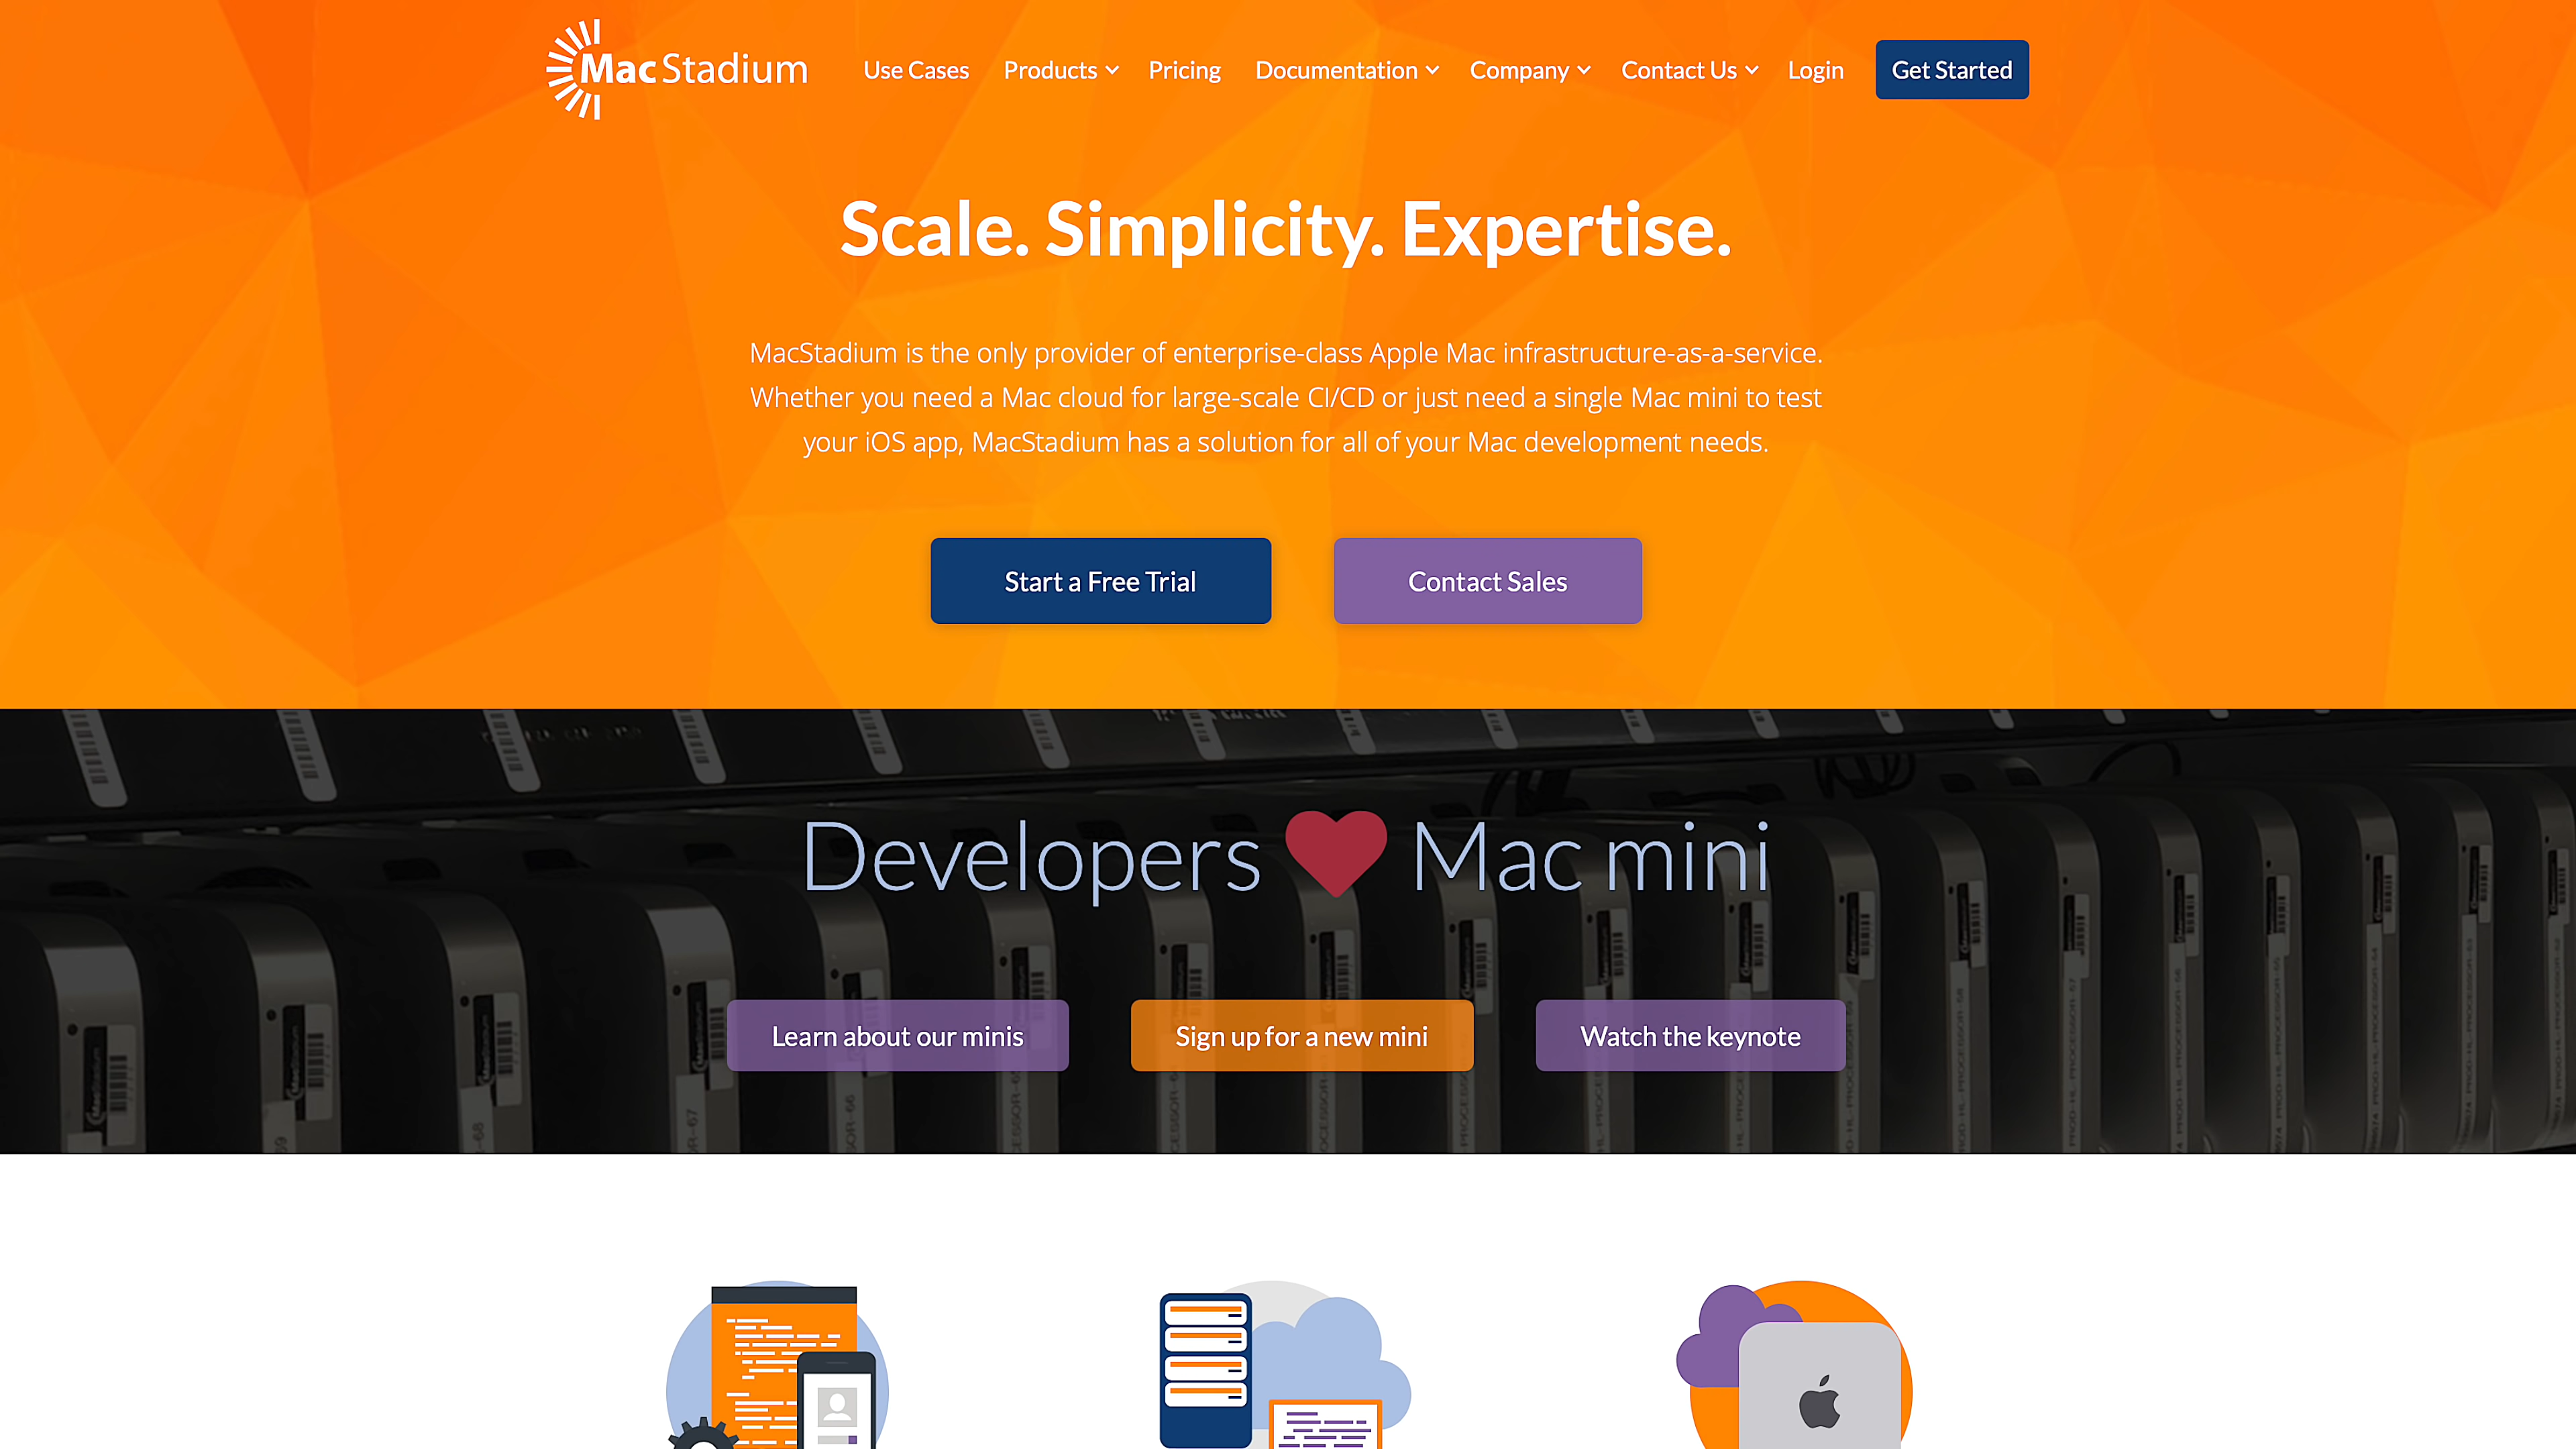 MacStadium
Use Cases
Products
Pricing
Documentation
Company
Contact Us
Login
Get Started
Scale. Simplicity. Expertise.
MacStadium is the only provider of enterprise-class Apple Mac infrastructure-as-a-service.
Whether you need a Mac cloud for large-scale CI/CD or just need a single Mac mini to test
your iOS app, MacStadium has a solution for all of your Mac development needs.
Start a Free Trial
Contact Sales
Developers Mac mini
Learn about our minis
Sign up for a new mini
Watch the keynote